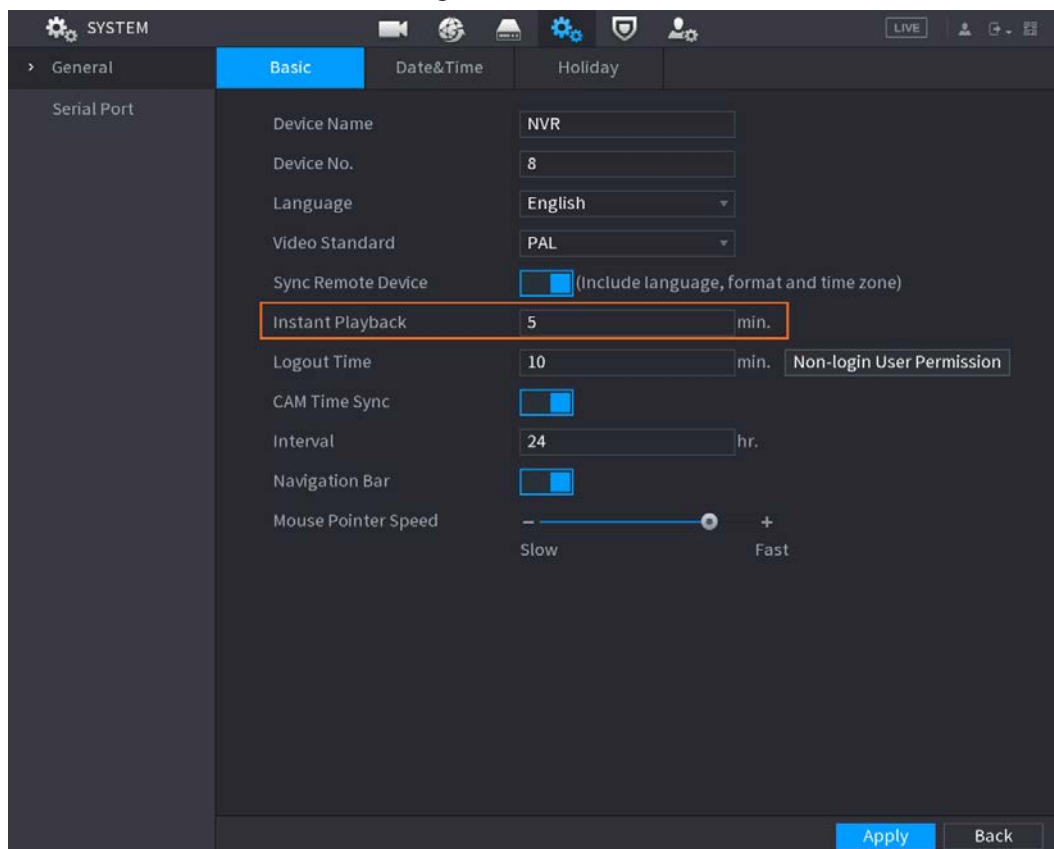 SYSTEM LIVE
General Basic Date&Time Holiday
Serial Port
Device Name NVR
Device No. 8
Language English
Video Standard PAL
Sync Remote Device (Include language, format and time zone)
Instant Playback 5 min.
Logout Time 10 min. Non-login User Permission
CAM Time Sync
Interval 24 hr.
Navigation Bar
Mouse Pointer Speed - +
Slow Fast
Apply Back